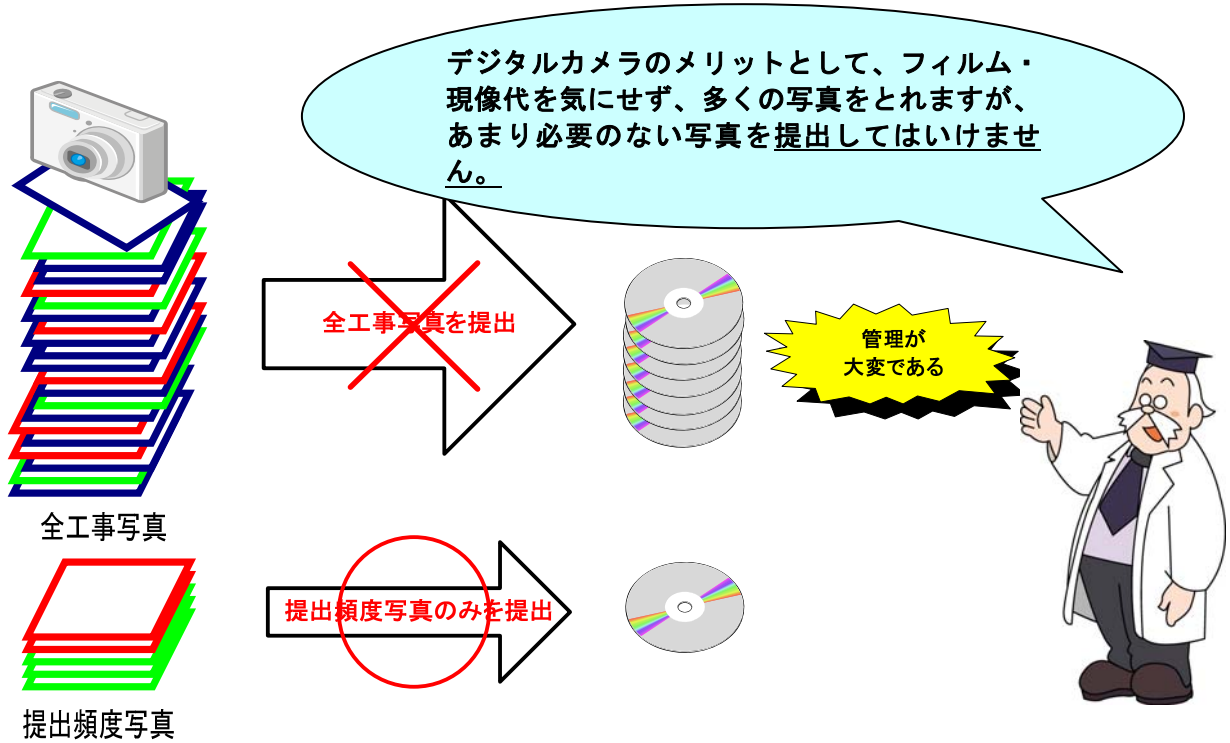 デジタルカメラのメリットとして、フィルム・
現像代を気にせず、多くの写真をとれますが、
あまり必要のない写真を提出してはいけませ
ん。
全工事写真を提出
管理が
大変である
全工事写真
提出頻度写真のみを提出
提出頻度写真